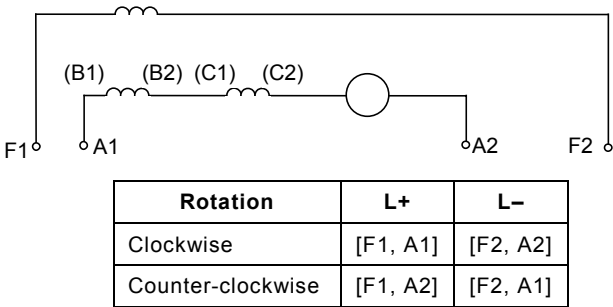 (B1) (B2) (C1) (C2)
F1 A1 A2 F2
Rotation L+ L–
Clockwise [F1, A1] [F2, A2]
Counter-clockwise [F1, A2] [F2, A1]